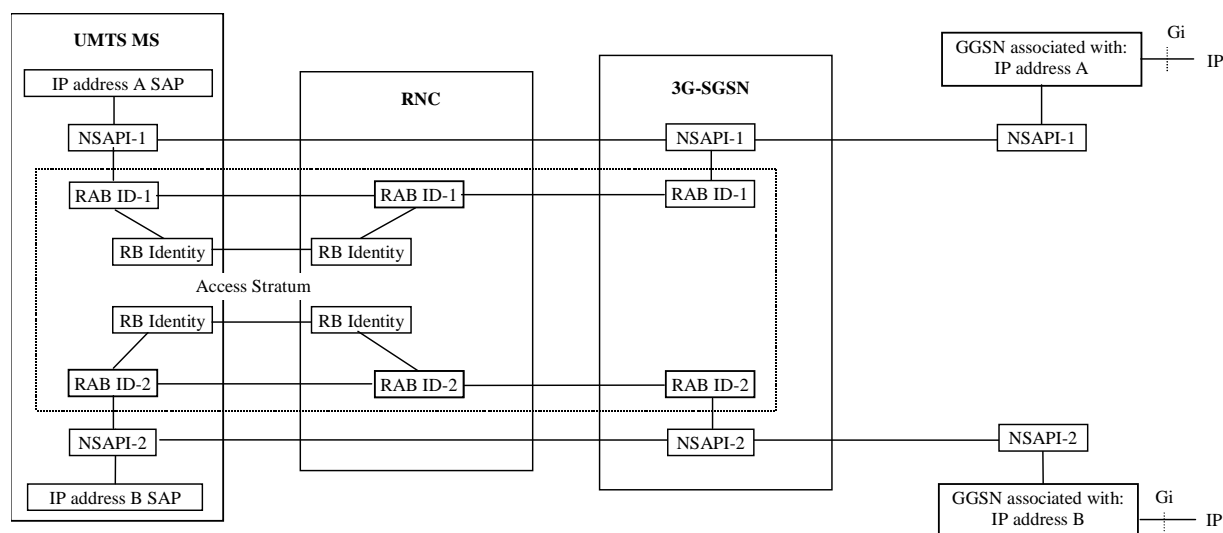 UMTS MS
IP address A SAP
NSAPI-1
RAB ID-1
RB Identity
RNC
RAB ID-1
RB Identity
3G-SGSN
NSAPI-1
RAB ID-1
GGSN associated with:
IP address A
Gi
IP
NSAPI-1
Access Stratum
RB Identity
RAB ID-2
NSAPI-2
IP address B SAP
RB Identity
RAB ID-2
RAB ID-2
NSAPI-2
NSAPI-2
GGSN associated with:
IP address B
Gi
IP